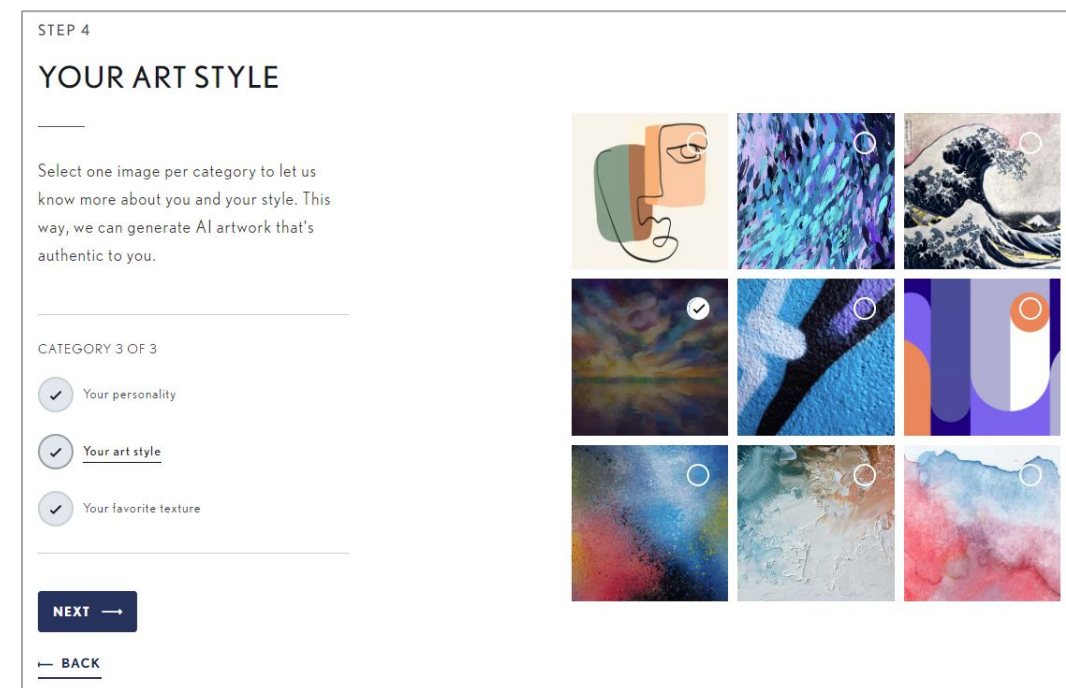 STEP 4
YOUR ART STYLE
Select one image per category to let us
know more about you and your style. This
way, we can generate AI artwork that's
authentic to you.
CATEGORY 3 OF 3
Your personality
Your art style
Your favorite texture
NEXT ⟶
⟵ BACK